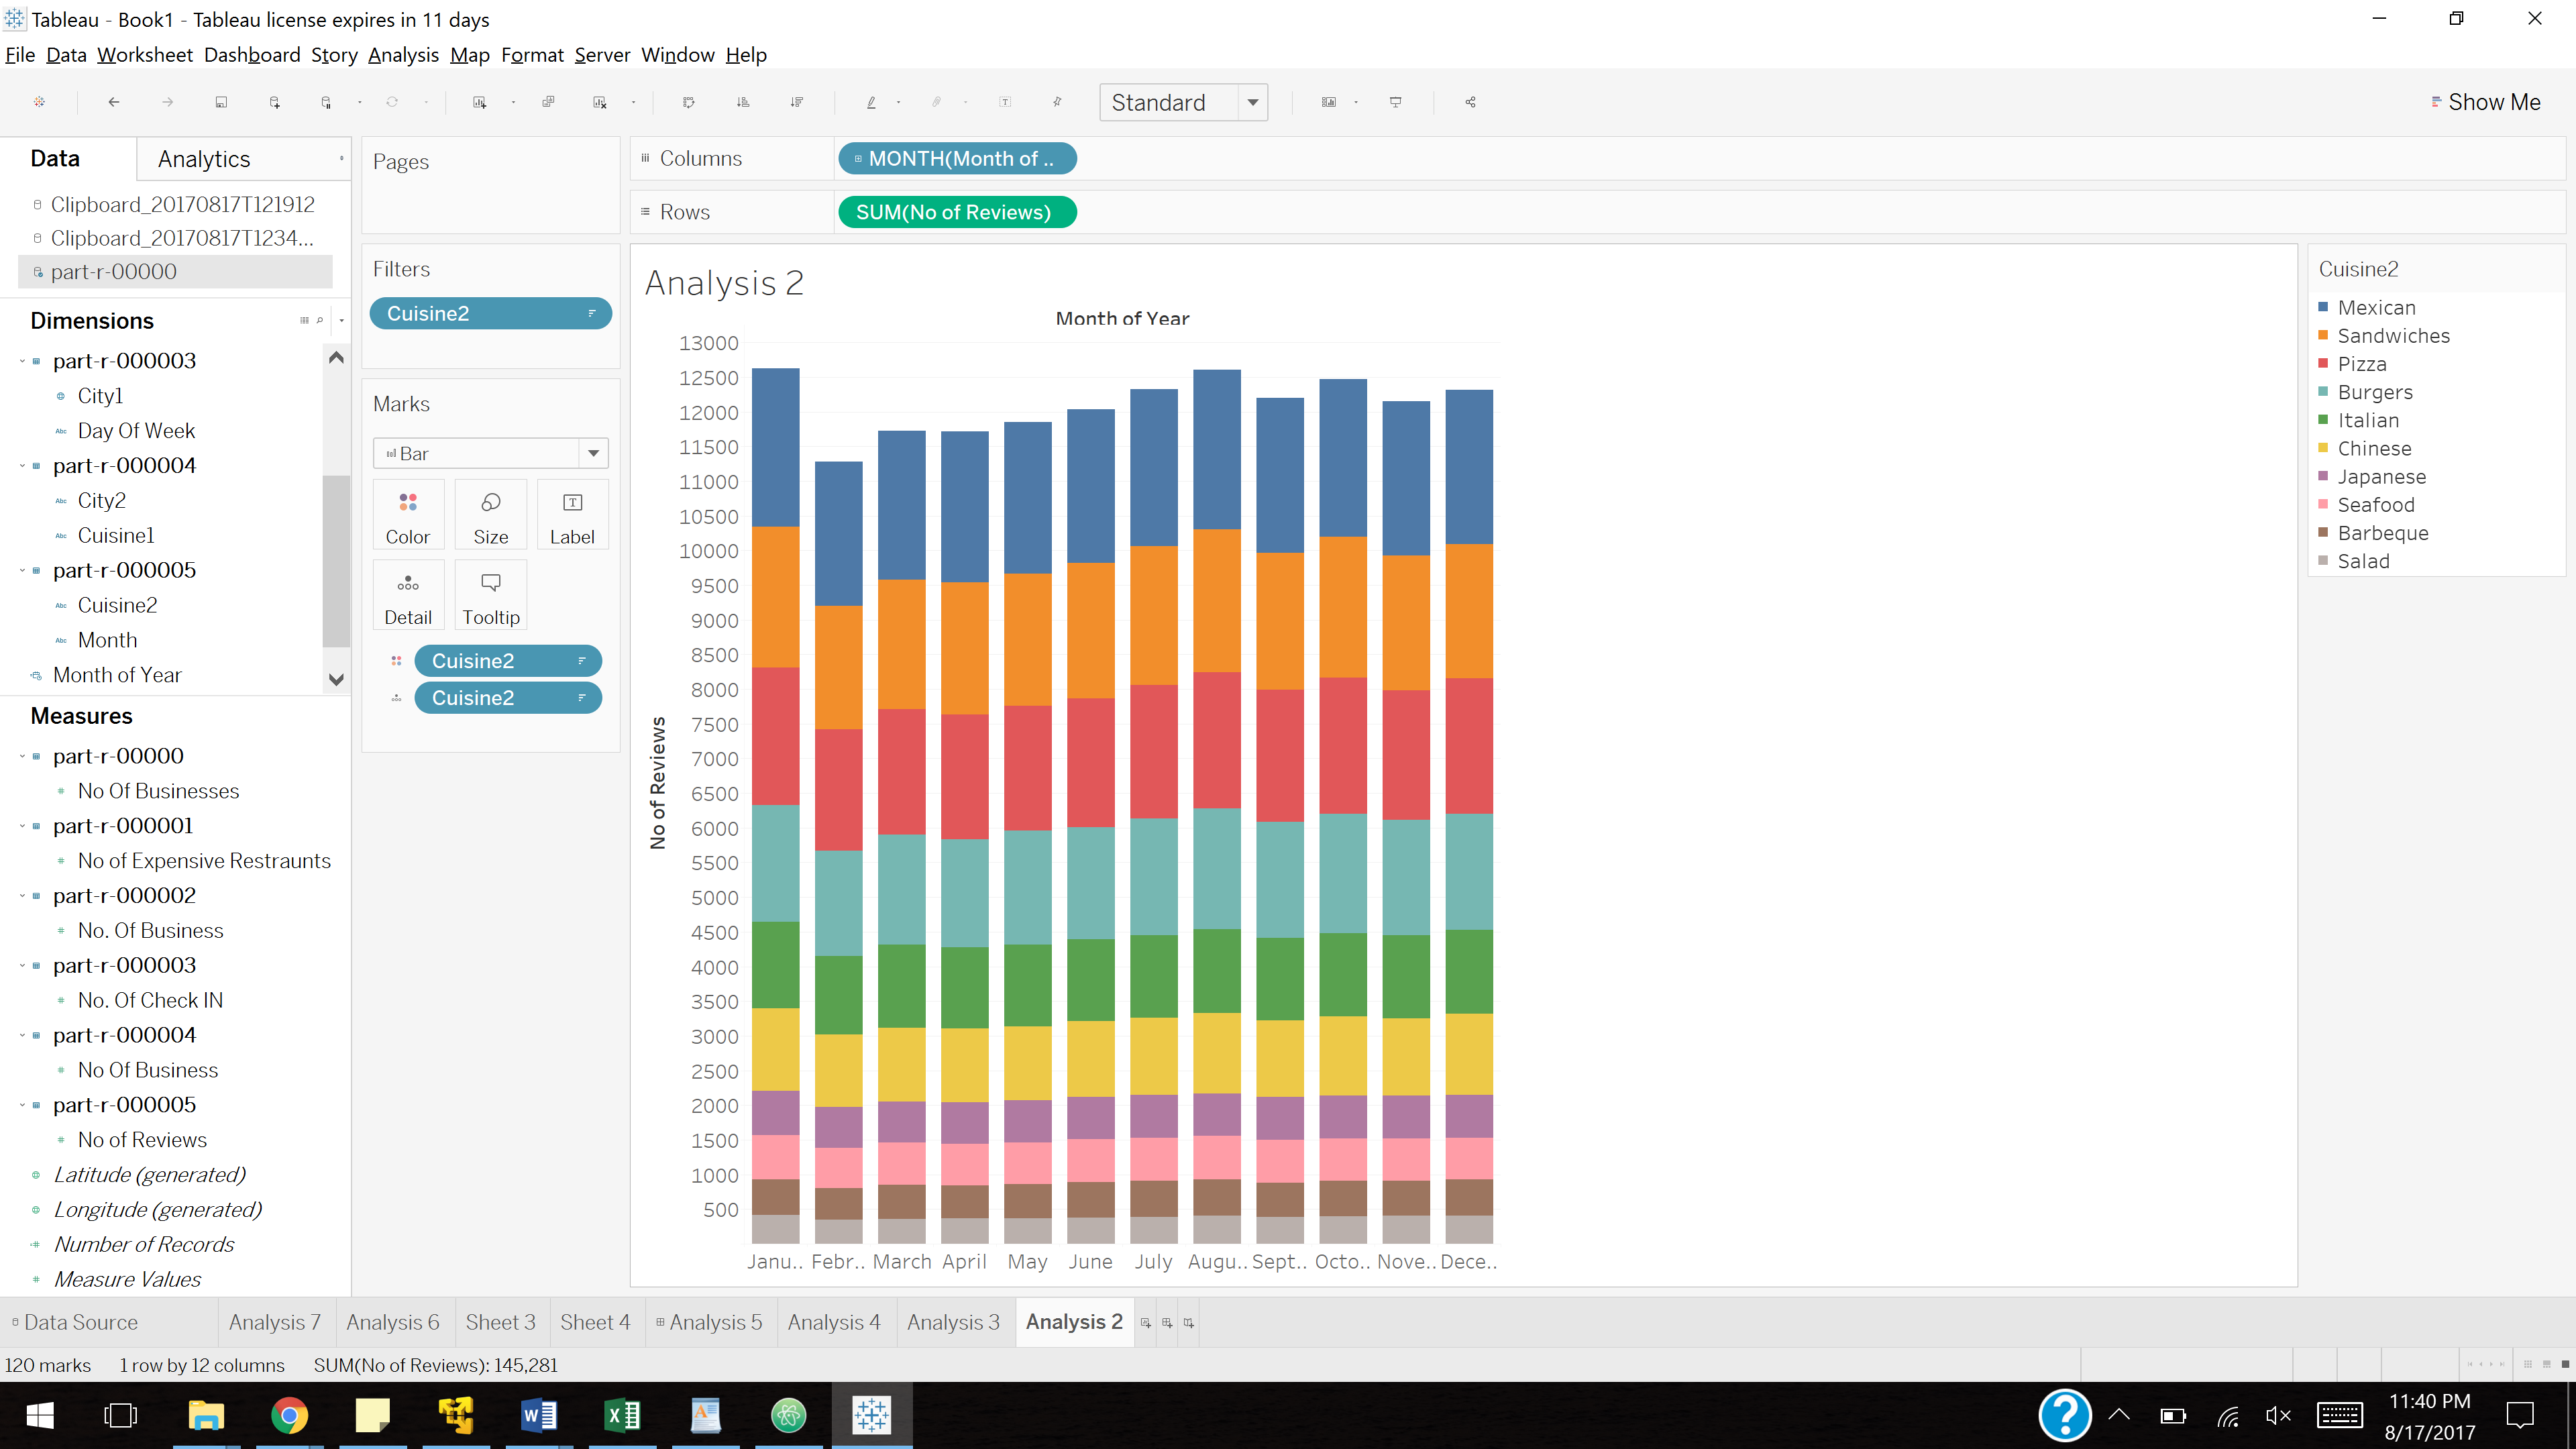 Tableau - Book1 - Tableau license expires in 11 days
File Data Worksheet Dashboard Story Analysis Map Format Server Window Help
Standard
Show Me
Data Analytics
Clipboard_20170817T121912
Clipboard_20170817T1234...
part-r-00000
Dimensions
part-r-000003
City1
Abc Day Of Week
part-r-000004
Abc City2
Abc Cuisine1
part-r-000005
Abc Cuisine2
Abc Month
Month of Year
Measures
part-r-00000
# No Of Businesses
part-r-000001
# No of Expensive Restraunts
part-r-000002
# No. Of Business
part-r-000003
# No. Of Check IN
part-r-000004
# No Of Business
part-r-000005
# No of Reviews
Latitude (generated)
Longitude (generated)
# Number of Records
# Measure Values
Pages
Filters
Cuisine2
Marks
Bar
Color Size Label
Detail Tooltip
Cuisine2
Cuisine2
Columns MONTH(Month of ..
Rows SUM(No of Reviews)
Analysis 2
Month of Year
No of Reviews
13000
12500
12000
11500
11000
10500
10000
9500
9000
8500
8000
7500
7000
6500
6000
5500
5000
4500
4000
3500
3000
2500
2000
1500
1000
500
Janu.. Febr.. March April May June July Augu.. Sept.. Octo.. Nove.. Dece..
Cuisine2
Mexican
Sandwiches
Pizza
Burgers
Italian
Chinese
Japanese
Seafood
Barbeque
Salad
Data Source Analysis 7 Analysis 6 Sheet 3 Sheet 4 Analysis 5 Analysis 4 Analysis 3 Analysis 2
120 marks 1 row by 12 columns SUM(No of Reviews): 145,281
11:40 PM
8/17/2017